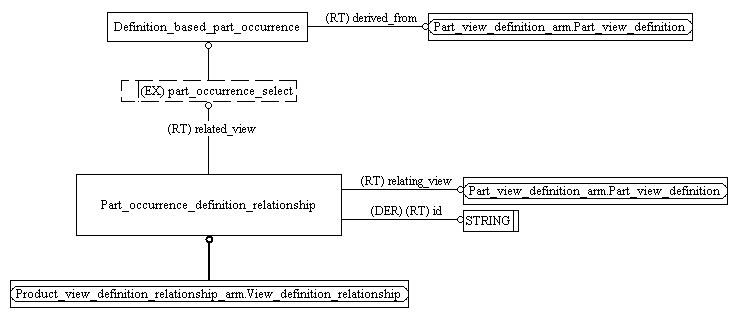 Definition_based_part_occurrence
(RT) derived_from
Part_view_definition_arm.Part_view_definition
(EX) part_occurrence_select
(RT) related_view
Part_occurrence_definition_relationship
(RT) relating_view
Part_view_definition_arm.Part_view_definition
(DER) (RT) id
STRING
Product_view_definition_relationship_arm.View_definition_relationship